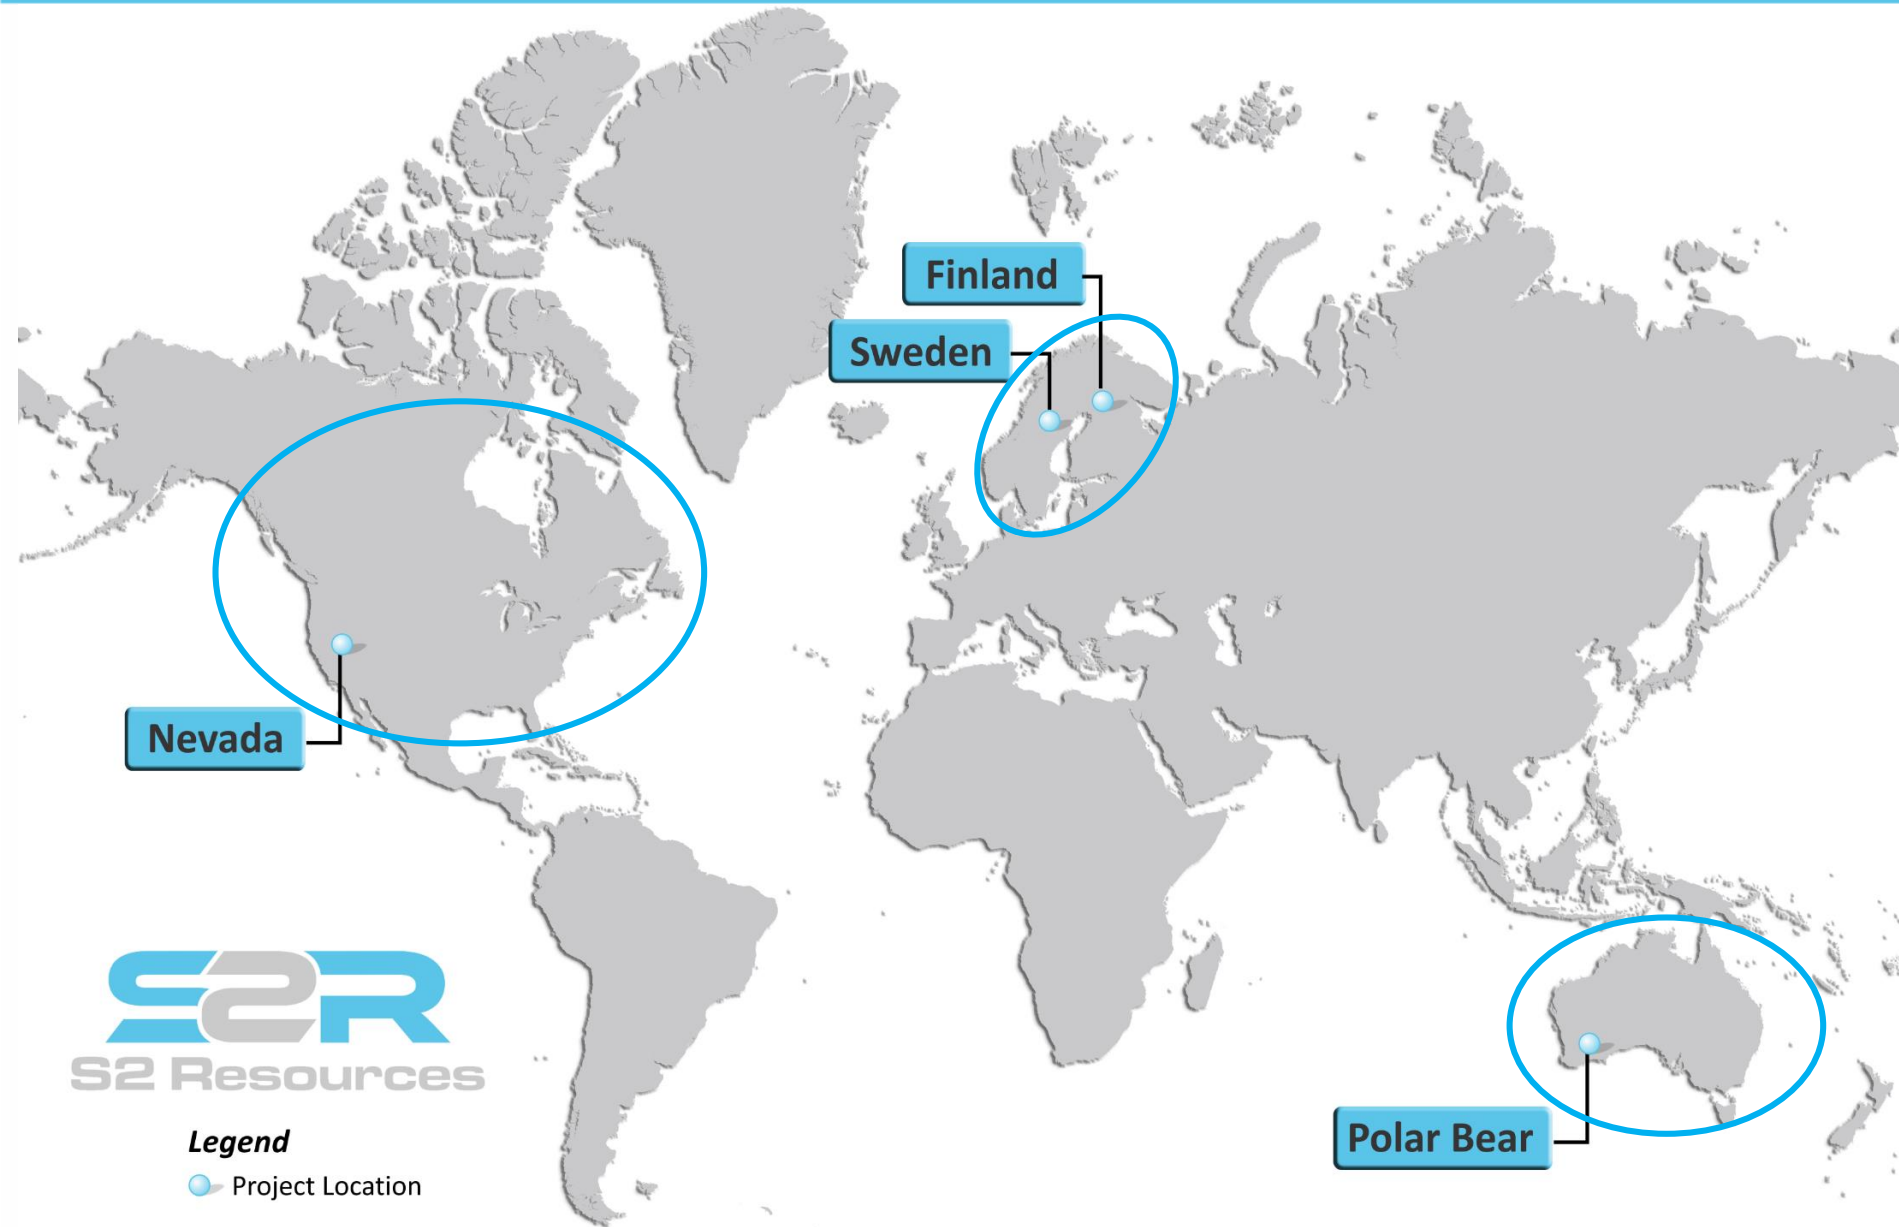 Finland
Sweden
Nevada
S2R
S2 Resources
Polar Bear
Legend
Project Location